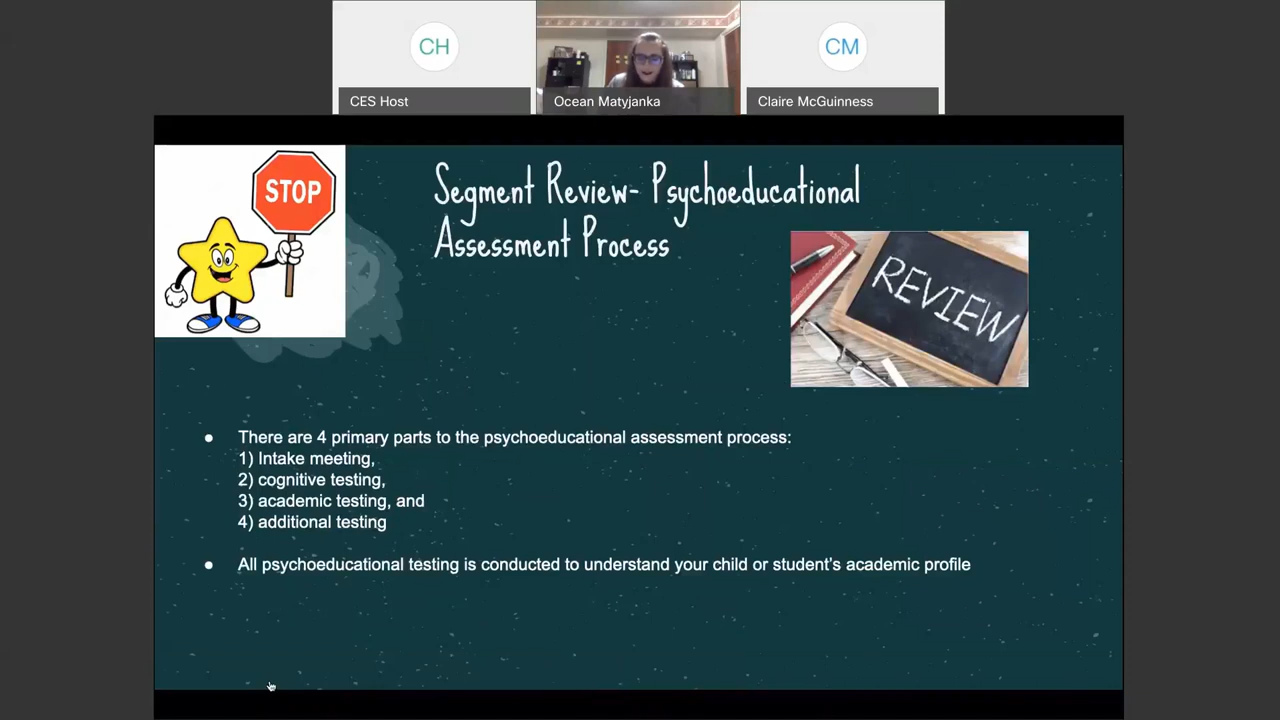 CH
CM
CES Host
Ocean Matyjanka
Claire McGuinness
STOP
Segment Review- Psychoeducational
Assessment Process
REVIEW
● There are 4 primary parts to the psychoeducational assessment process:
1) Intake meeting,
2) cognitive testing,
3) academic testing, and
4) additional testing
● All psychoeducational testing is conducted to understand your child or student's academic profile